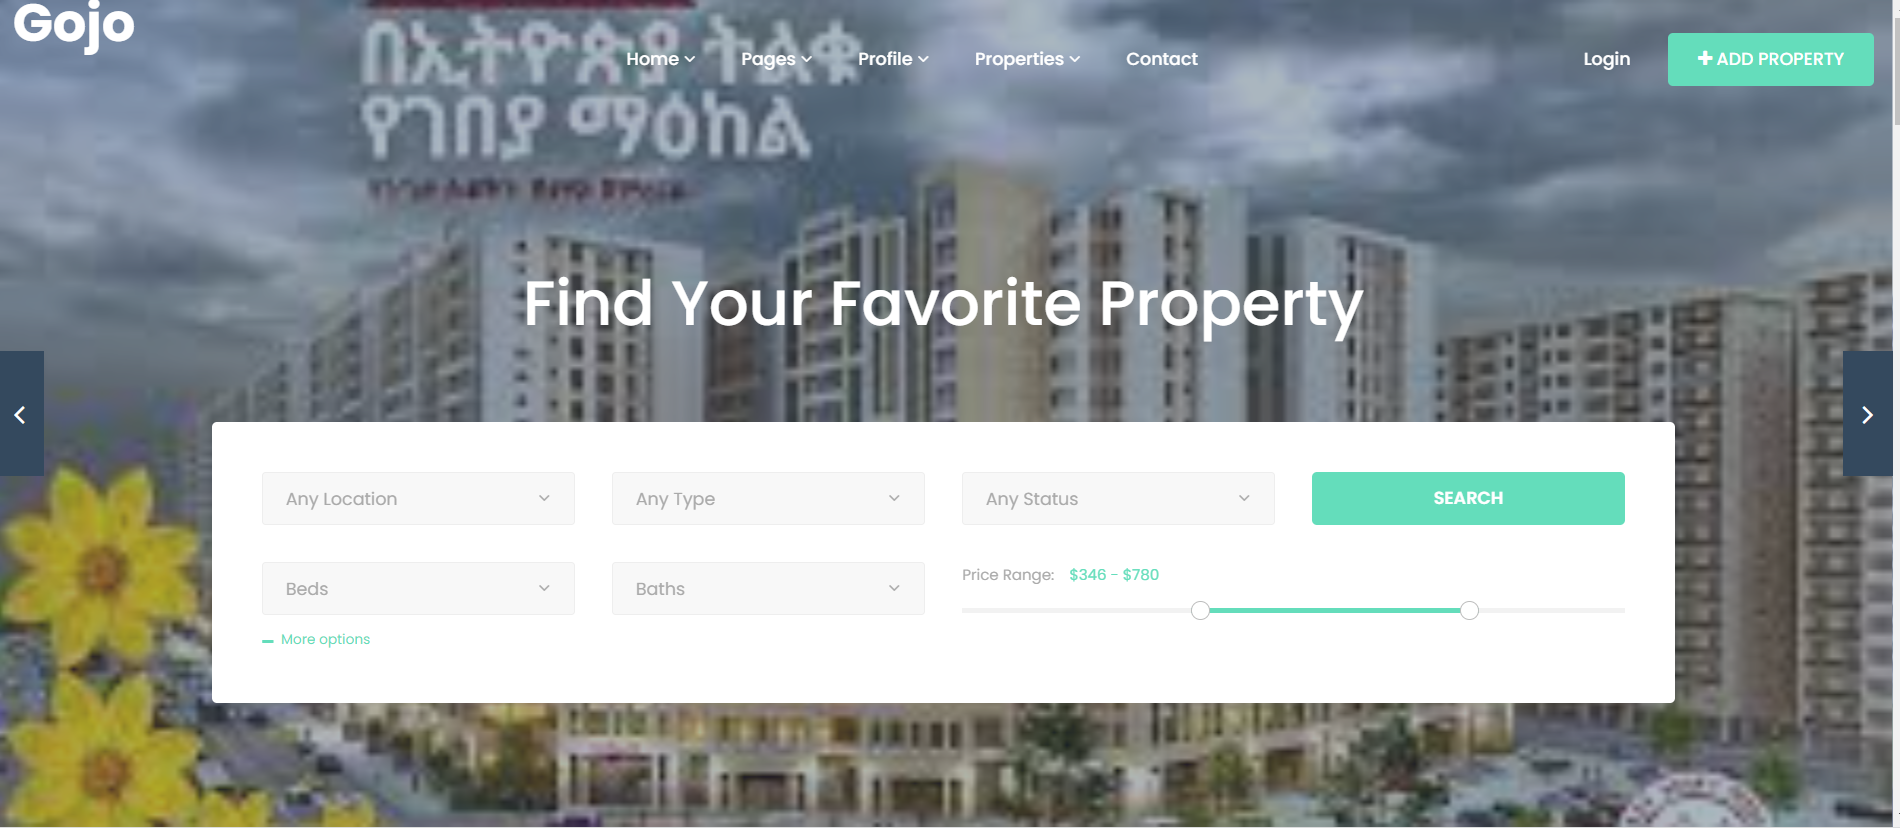 Gojo
በኢትዮጵያ ትልቁ
የገበያ ማዕከል
Home Pages Profile Properties Contact
Login
ADD PROPERTY
Find Your Favorite Property
Any Location
Any Type
Any Status
SEARCH
Beds
Baths
Price Range: $346 - $780
More options